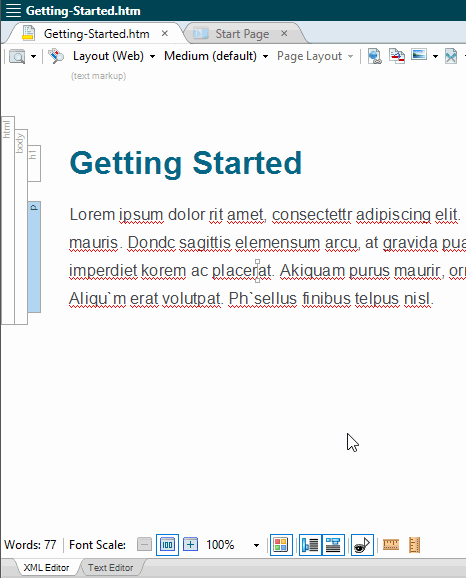 Getting-Started.htm
Getting-Started.htm × Start Page ×
Layout (Web) Medium (default) Page Layout
(text markup)
html
body
h1
Getting Started
p
Lorem ipsum dolor rit amet, consectettr adipiscing elit.
mauris. Dondc sagittis elemensum arcu, at gravida pua
imperdiet korem ac placerat. Akiquam purus maurir, orn
Aliqu`m erat volutpat. Ph`sellus finibus telpus nisl.
Words: 77 Font Scale: 100%
XML Editor Text Editor